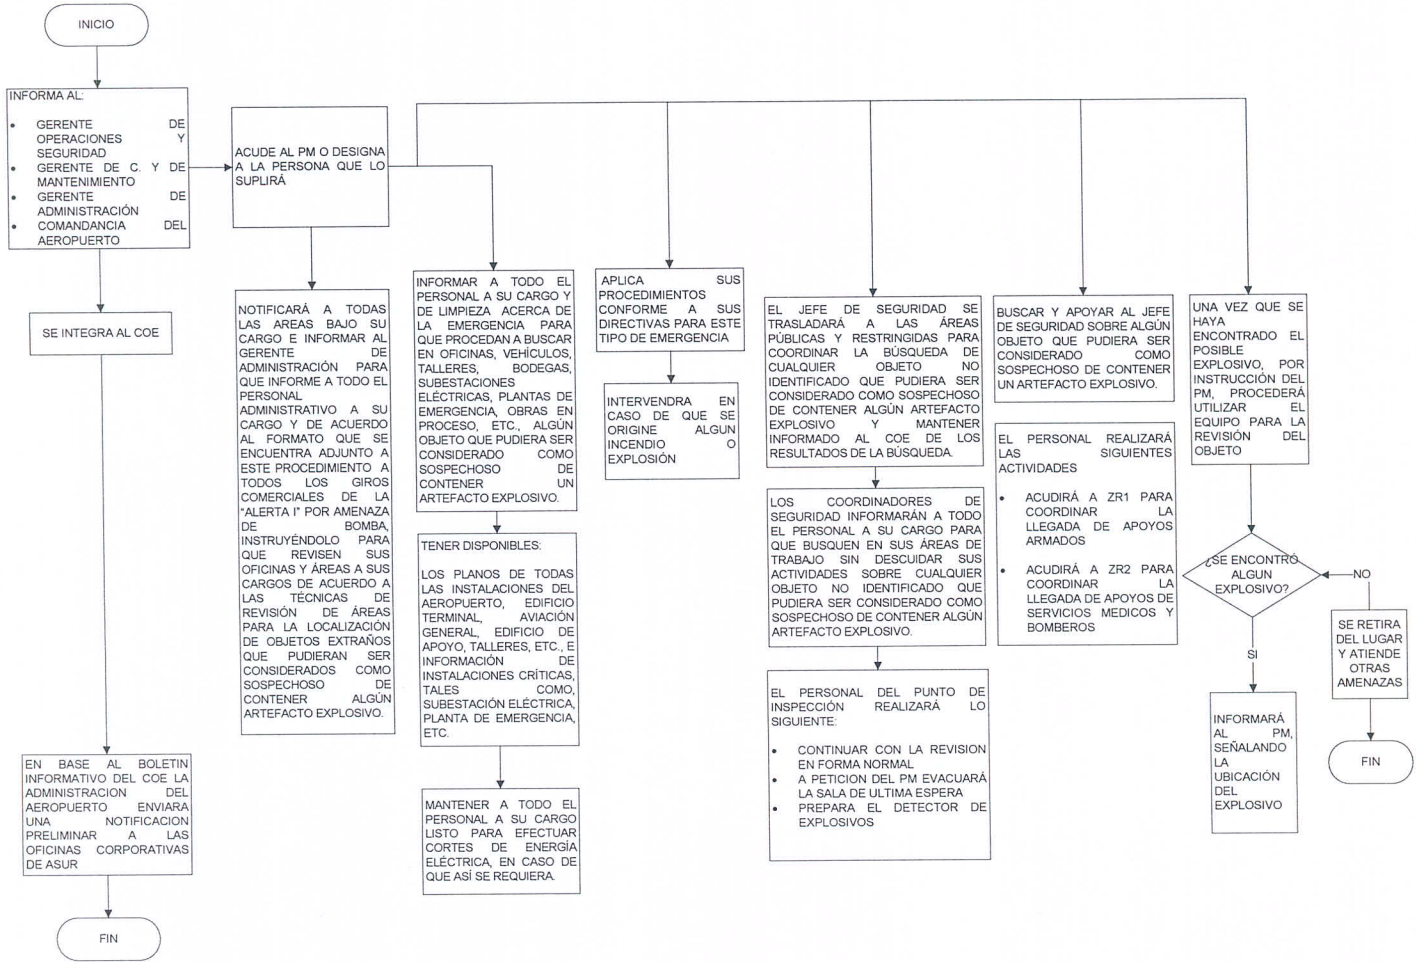 INICIO
INFORMA AL:
• GERENTE DE
OPERACIONES Y
SEGURIDAD
• GERENTE DE C. Y DE
MANTENIMIENTO
• GERENTE DE
ADMINISTRACIÓN
• COMANDANCIA DEL
AEROPUERTO
SE INTEGRA AL COE
EN BASE AL BOLETIN
INFORMATIVO DEL COE LA
ADMINISTRACION DEL
AEROPUERTO ENVIARA
UNA NOTIFICACION
PRELIMINAR A LAS
OFICINAS CORPORATIVAS
DE ASUR
FIN
ACUDE AL PM O DESIGNA
A LA PERSONA QUE LO
SUPLIRÁ
NOTIFICARÁ A TODAS
LAS AREAS BAJO SU
CARGO E INFORMAR AL
GERENTE DE
ADMINISTRACIÓN PARA
QUE INFORME A TODO EL
PERSONAL
ADMINISTRATIVO A SU
CARGO Y DE ACUERDO
AL FORMATO QUE SE
ENCUENTRA ADJUNTO A
ESTE PROCEDIMIENTO A
TODOS LOS GIROS
COMERCIALES DE LA
"ALERTA I" POR AMENAZA
DE BOMBA,
INSTRUYÉNDOLO PARA
QUE REVISEN SUS
OFICINAS Y ÁREAS A SUS
CARGOS DE ACUERDO A
LAS TÉCNICAS DE
REVISIÓN DE ÁREAS
PARA LA LOCALIZACIÓN
DE OBJETOS EXTRAÑOS
QUE PUDIERAN SER
CONSIDERADOS COMO
SOSPECHOSO DE
CONTENER ALGÚN
ARTEFACTO EXPLOSIVO.
INFORMAR A TODO EL
PERSONAL A SU CARGO Y
DE LIMPIEZA ACERCA DE
LA EMERGENCIA PARA
QUE PROCEDAN A BUSCAR
EN OFICINAS, VEHÍCULOS,
TALLERES, BODEGAS,
SUBESTACIONES
ELÉCTRICAS, PLANTAS DE
EMERGENCIA, OBRAS EN
PROCESO, ETC., ALGÚN
OBJETO QUE PUDIERA SER
CONSIDERADO COMO
SOSPECHOSO DE
CONTENER UN
ARTEFACTO EXPLOSIVO.
TENER DISPONIBLES:
LOS PLANOS DE TODAS
LAS INSTALACIONES DEL
AEROPUERTO, EDIFICIO
TERMINAL, AVIACIÓN
GENERAL, EDIFICIO DE
APOYO, TALLERES, ETC., E
INFORMACIÓN DE
INSTALACIONES CRÍTICAS,
TALES COMO,
SUBESTACIÓN ELÉCTRICA,
PLANTA DE EMERGENCIA,
ETC.
MANTENER A TODO EL
PERSONAL A SU CARGO
LISTO PARA EFECTUAR
CORTES DE ENERGÍA
ELÉCTRICA, EN CASO DE
QUE ASÍ SE REQUIERA.
APLICA SUS
PROCEDIMIENTOS
CONFORME A SUS
DIRECTIVAS PARA ESTE
TIPO DE EMERGENCIA
INTERVENDRA EN
CASO DE QUE SE
ORIGINE ALGUN
INCENDIO O
EXPLOSIÓN
EL JEFE DE SEGURIDAD SE
TRASLADARÁ A LAS ÁREAS
PÚBLICAS Y RESTRINGIDAS PARA
COORDINAR LA BÚSQUEDA DE
CUALQUIER OBJETO NO
IDENTIFICADO QUE PUDIERA SER
CONSIDERADO COMO SOSPECHOSO
DE CONTENER ALGÚN ARTEFACTO
EXPLOSIVO Y MANTENER
INFORMADO AL COE DE LOS
RESULTADOS DE LA BÚSQUEDA.
LOS COORDINADORES DE
SEGURIDAD INFORMARÁN A TODO
EL PERSONAL A SU CARGO PARA
QUE BUSQUEN EN SUS ÁREAS DE
TRABAJO SIN DESCUIDAR SUS
ACTIVIDADES SOBRE CUALQUIER
OBJETO NO IDENTIFICADO QUE
PUDIERA SER CONSIDERADO COMO
SOSPECHOSO DE CONTENER ALGÚN
ARTEFACTO EXPLOSIVO.
EL PERSONAL DEL PUNTO DE
INSPECCIÓN REALIZARÁ LO
SIGUIENTE:
• CONTINUAR CON LA REVISION
EN FORMA NORMAL
• A PETICION DEL PM EVACUARÁ
LA SALA DE ULTIMA ESPERA
• PREPARA EL DETECTOR DE
EXPLOSIVOS
BUSCAR Y APOYAR AL JEFE
DE SEGURIDAD SOBRE ALGÚN
OBJETO QUE PUDIERA SER
CONSIDERADO COMO
SOSPECHOSO DE CONTENER
UN ARTEFACTO EXPLOSIVO.
EL PERSONAL REALIZARÁ
LAS SIGUIENTES
ACTIVIDADES
• ACUDIRÁ A ZR1 PARA
COORDINAR LA
LLEGADA DE APOYOS
ARMADOS
• ACUDIRÁ A ZR2 PARA
COORDINAR LA
LLEGADA DE APOYOS DE
SERVICIOS MEDICOS Y
BOMBEROS
UNA VEZ QUE SE
HAYA
ENCONTRADO EL
POSIBLE
EXPLOSIVO, POR
INSTRUCCIÓN DEL
PM, PROCEDERÁ
UTILIZAR EL
EQUIPO PARA LA
REVISIÓN DEL
OBJETO
¿SE ENCONTRÓ
ALGUN
EXPLOSIVO?
NO
SI
INFORMARÁ
AL PM,
SEÑALANDO
LA
UBICACIÓN
DEL
EXPLOSIVO
SE RETIRA
DEL LUGAR
Y ATIENDE
OTRAS
AMENAZAS
FIN